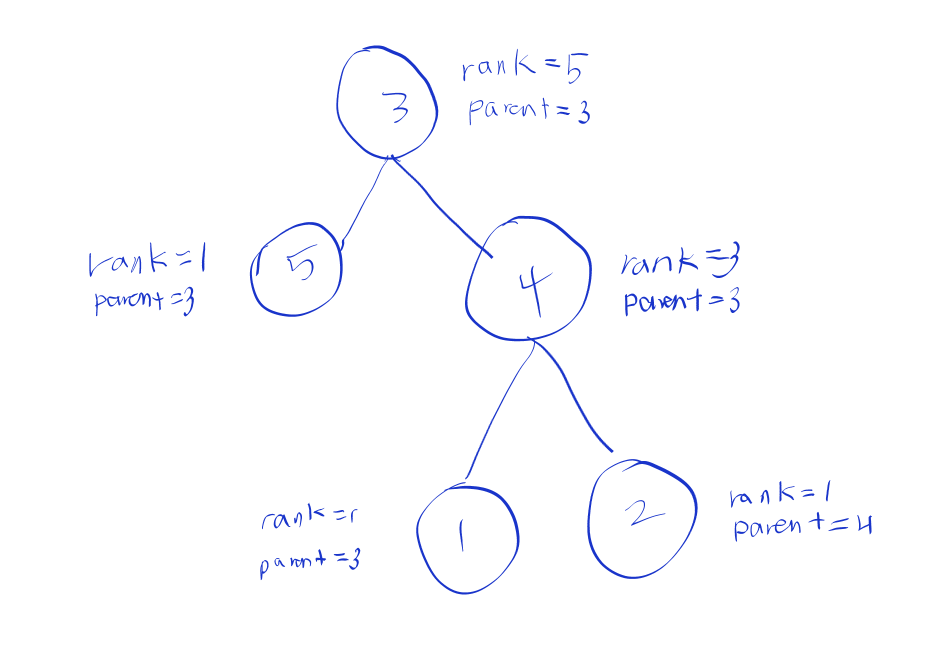 3
rank=5
parent=3
rank=1
parent=3
5
4
rank=3
parent=3
rank=1
parent=3
1
2
rank=1
parent=4